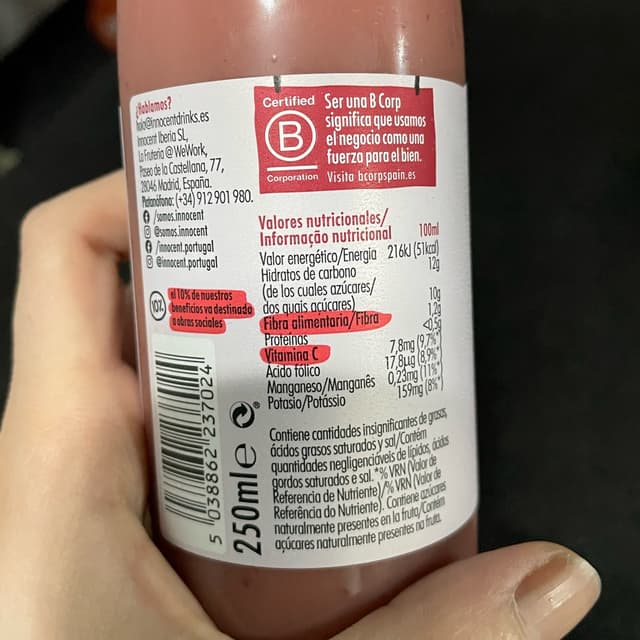 ¿Hablamos?
hola@innocentdrinks.es
Innocent Iberia SL,
La Frutería @ WeWork,
Paseo de la Castellana, 77,
28046 Madrid, España.
Platanófono: (+34) 912 901 980.
/somos.innocent
@somos.innocent
/innocent.portugal
@innocent.portugal
10%
el 10% de nuestros
beneficios va destinado
a obras sociales
5 038862 237024
250ml e
Certified
B
Corporation
Ser una B Corp
significa que usamos
el negocio como una
fuerza para el bien.
Visita bcorpspain.es
Valores nutricionales/
Informação nutricional 100ml
Valor energético/Energia 216kJ (51kcal)
Hidratos de carbono 12g
(de los cuales azúcares/
dos quais açúcares) 10g
Fibra alimentaria/Fibra 1,2g
Proteínas <0,5g
Vitamina C 7,8mg (9,7%*)
Ácido fólico 17,8µg (8,9%*)
Manganeso/Manganês 0,23mg (11%*)
Potasio/Potássio 159mg (8%*)
Contiene cantidades insignificantes de grasas,
ácidos grasos saturados y sal/Contém
quantidades negligenciáveis de lípidos, ácidos
gordos saturados e sal. *% VRN (Valor de
Referencia de Nutriente)/% VRN (Valor de
Referência do Nutriente). Contiene azúcares
naturalmente presentes en la fruta/Contém
açúcares naturalmente presentes na fruta.